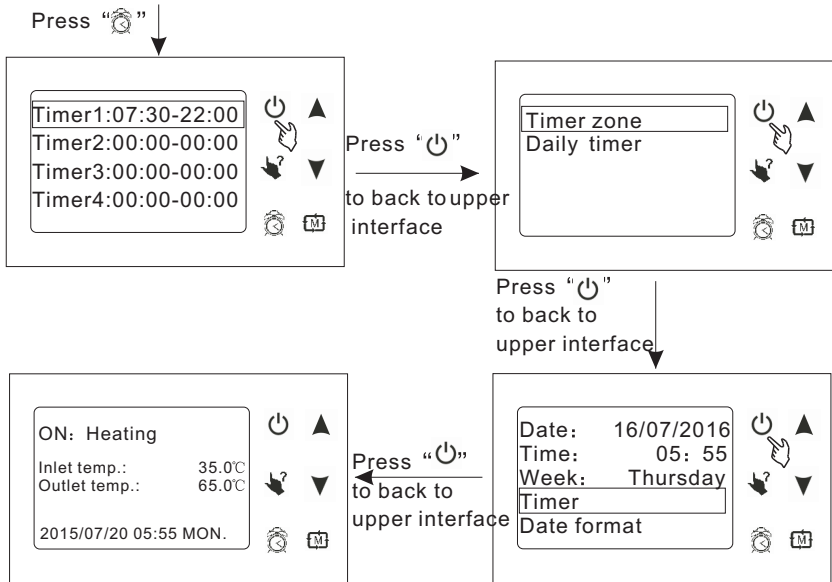 Press “ ”
Timer1:07:30-22:00
Timer2:00:00-00:00
Timer3:00:00-00:00
Timer4:00:00-00:00
?
M
Press “ ”
to back to upper
interface
Timer zone
Daily timer
?
M
Press “ ”
to back to
upper interface
Date： 16/07/2016
Time： 05：55
Week： Thursday
Timer
Date format
?
M
Press “ ”
to back to
upper interface
ON：Heating
Inlet temp.: 35.0℃
Outlet temp.: 65.0℃
2015/07/20 05:55 MON.
?
M